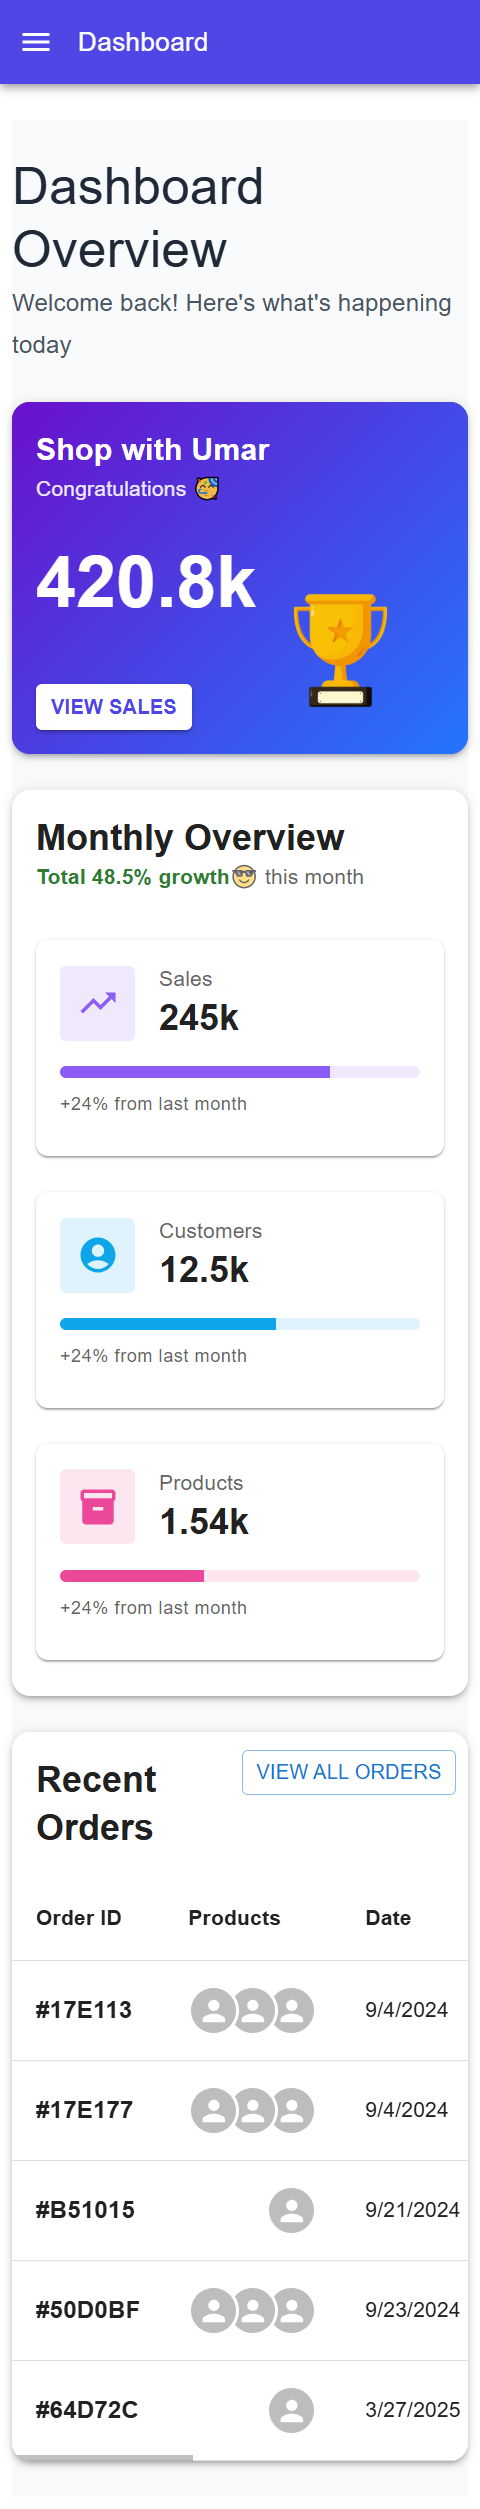 Dashboard
Dashboard
Overview
Welcome back! Here's what's happening
today
Shop with Umar
Congratulations 🥳
420.8k
VIEW SALES
Monthly Overview
Total 48.5% growth😎 this month
Sales
245k
+24% from last month
Customers
12.5k
+24% from last month
Products
1.54k
+24% from last month
Recent
Orders
VIEW ALL ORDERS
Order ID Products Date
#17E113 9/4/2024
#17E177 9/4/2024
#B51015 9/21/2024
#50D0BF 9/23/2024
#64D72C 3/27/2025